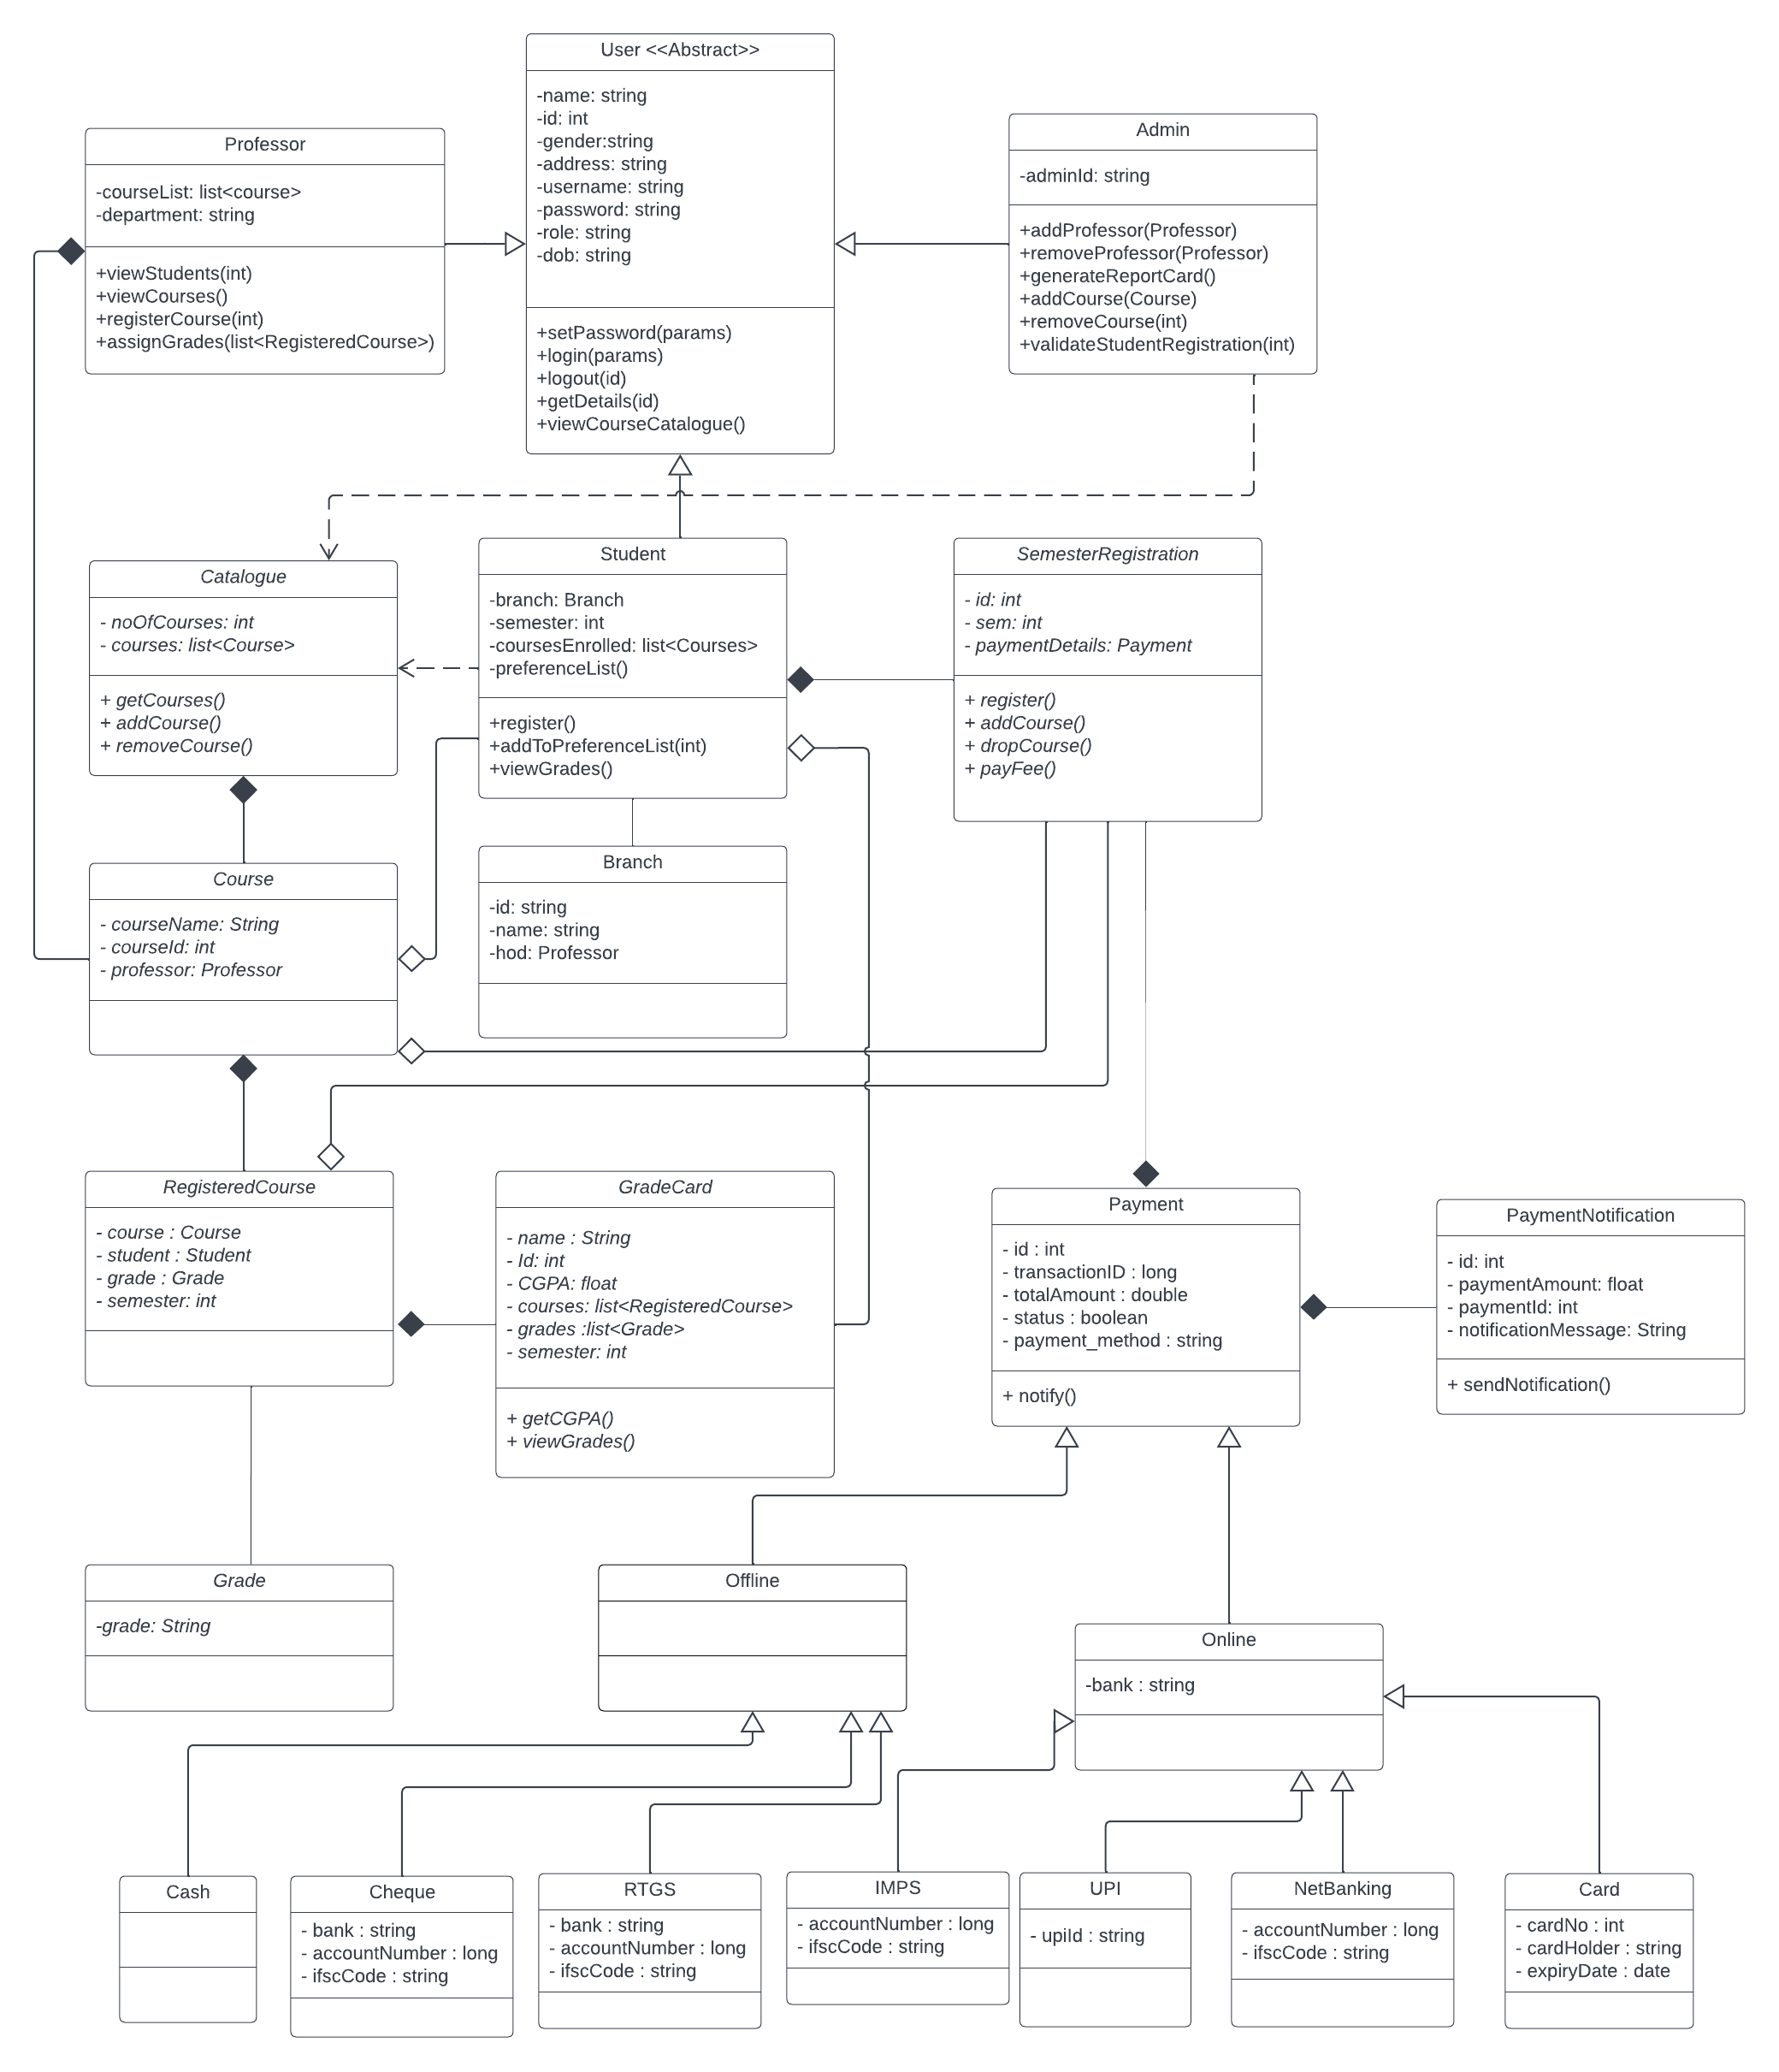 User <<Abstract>>
-name: string
-id: int
-gender:string
-address: string
-username: string
-password: string
-role: string
-dob: string
+setPassword(params)
+login(params)
+logout(id)
+getDetails(id)
+viewCourseCatalogue()
Professor
-courseList: list<course>
-department: string
+viewStudents(int)
+viewCourses()
+registerCourse(int)
+assignGrades(list<RegisteredCourse>)
Admin
-adminId: string
+addProfessor(Professor)
+removeProfessor(Professor)
+generateReportCard()
+addCourse(Course)
+removeCourse(int)
+validateStudentRegistration(int)
Catalogue
- noOfCourses: int
- courses: list<Course>
+ getCourses()
+ addCourse()
+ removeCourse()
Student
-branch: Branch
-semester: int
-coursesEnrolled: list<Courses>
-preferenceList()
+register()
+addToPreferenceList(int)
+viewGrades()
SemesterRegistration
- id: int
- sem: int
- paymentDetails: Payment
+ register()
+ addCourse()
+ dropCourse()
+ payFee()
Course
- courseName: String
- courseId: int
- professor: Professor
Branch
-id: string
-name: string
-hod: Professor
RegisteredCourse
- course : Course
- student : Student
- grade : Grade
- semester: int
GradeCard
- name : String
- Id: int
- CGPA: float
- courses: list<RegisteredCourse>
- grades :list<Grade>
- semester: int
+ getCGPA()
+ viewGrades()
Payment
- id : int
- transactionID : long
- totalAmount : double
- status : boolean
- payment_method : string
+ notify()
PaymentNotification
- id: int
- paymentAmount: float
- paymentId: int
- notificationMessage: String
+ sendNotification()
Grade
-grade: String
Offline
Online
-bank : string
Cash
Cheque
- bank : string
- accountNumber : long
- ifscCode : string
RTGS
- bank : string
- accountNumber : long
- ifscCode : string
IMPS
- accountNumber : long
- ifscCode : string
UPI
- upiId : string
NetBanking
- accountNumber : long
- ifscCode : string
Card
- cardNo : int
- cardHolder : string
- expiryDate : date